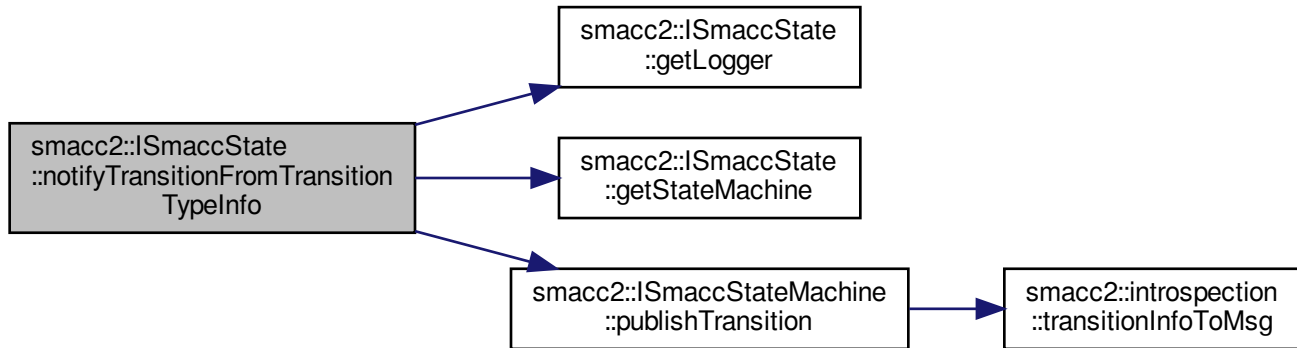 smacc2::ISmaccState
::notifyTransitionFromTransition
TypeInfo
smacc2::ISmaccState
::getLogger
smacc2::ISmaccState
::getStateMachine
smacc2::ISmaccStateMachine
::publishTransition
smacc2::introspection
::transitionInfoToMsg